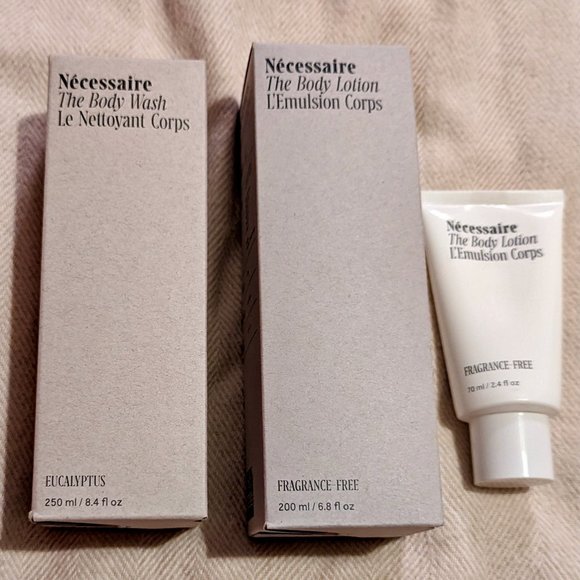 Nécessaire
The Body Wash
Le Nettoyant Corps
EUCALYPTUS
250 ml / 8.4 fl oz
Nécessaire
The Body Lotion
L'Emulsion Corps
FRAGRANCE-FREE
200 ml / 6.8 fl oz
Nécessaire
The Body Lotion
L'Emulsion Corps
FRAGRANCE-FREE
70 ml / 2.4 fl oz